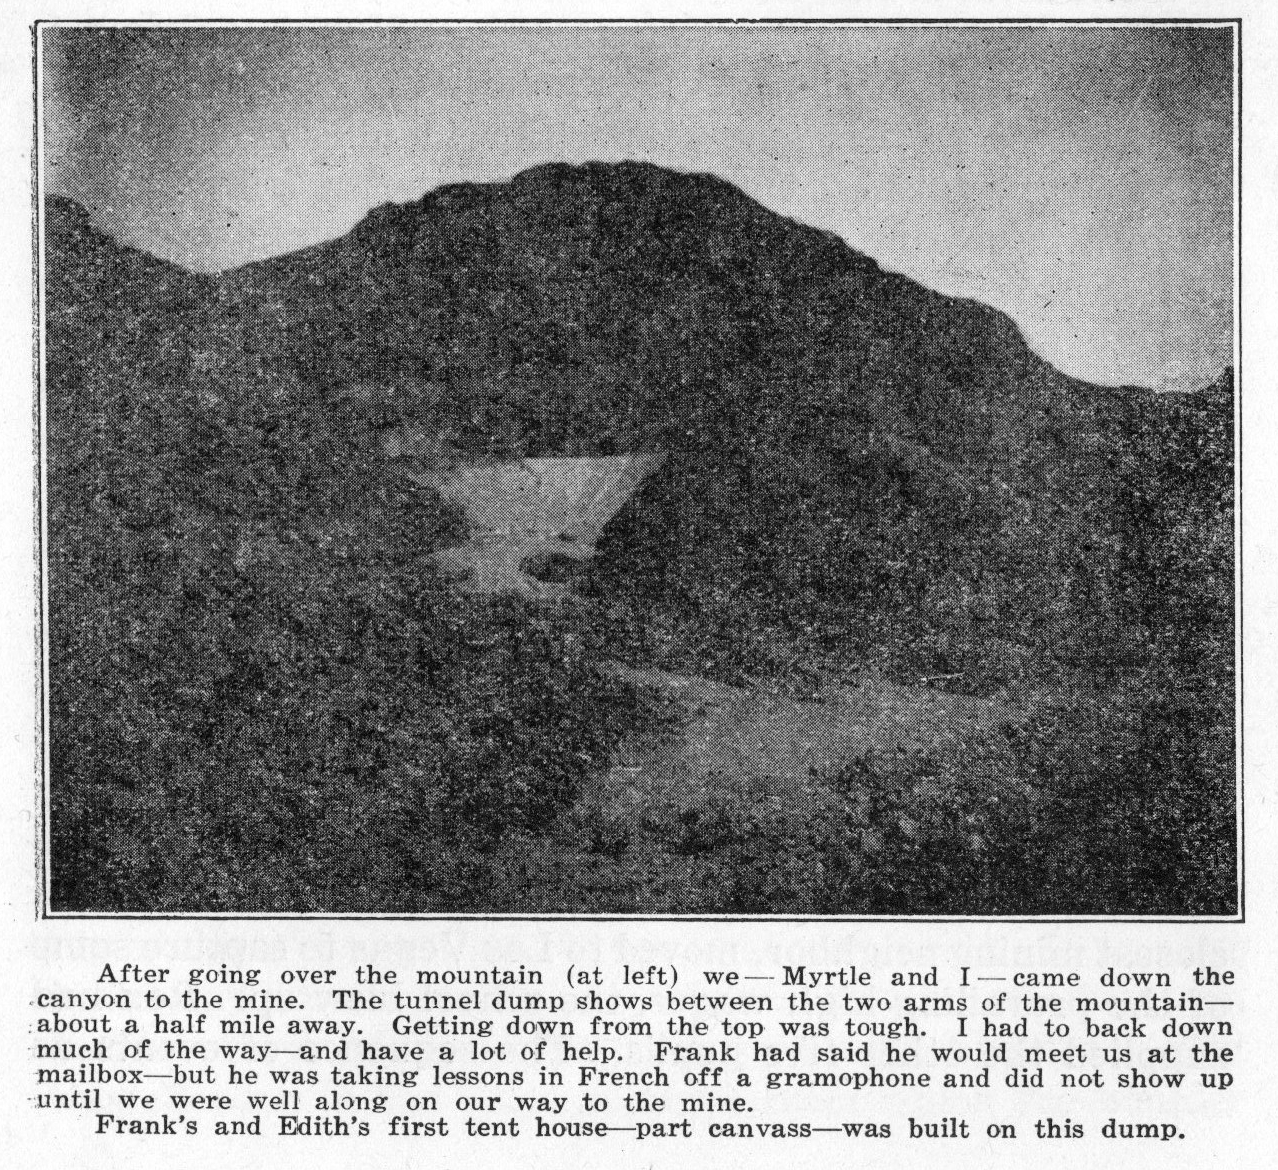 After going over the mountain (at left) we—Myrtle and I—came down the
canyon to the mine. The tunnel dump shows between the two arms of the mountain—
about a half mile away. Getting down from the top was tough. I had to back down
much of the way—and have a lot of help. Frank had said he would meet us at the
mailbox—but he was taking lessons in French off a gramophone and did not show up
until we were well along on our way to the mine.
Frank's and Edith's first tent house—part canvass—was built on this dump.